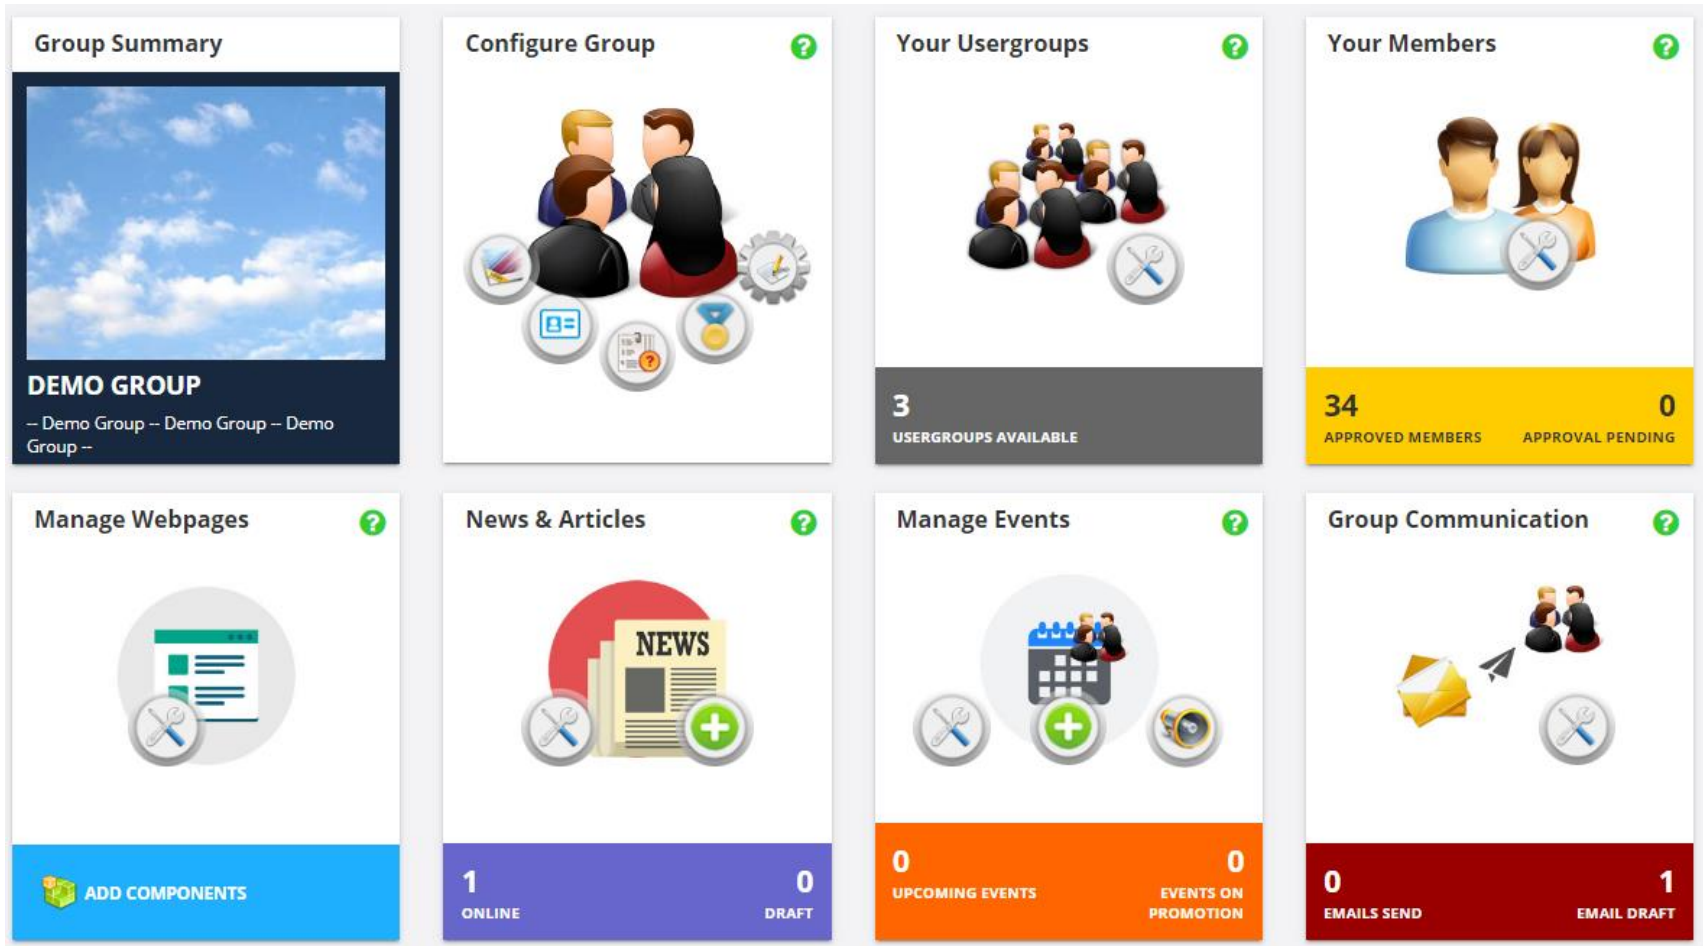 Group Summary
DEMO GROUP
-- Demo Group -- Demo Group -- Demo
Group --
Configure Group
?
?
Your Usergroups
?
3
USERGROUPS AVAILABLE
Your Members
?
34
APPROVED MEMBERS
0
APPROVAL PENDING
Manage Webpages
?
ADD COMPONENTS
News & Articles
?
NEWS
1
ONLINE
0
DRAFT
Manage Events
?
0
UPCOMING EVENTS
0
EVENTS ON
PROMOTION
Group Communication
?
0
EMAILS SEND
1
EMAIL DRAFT